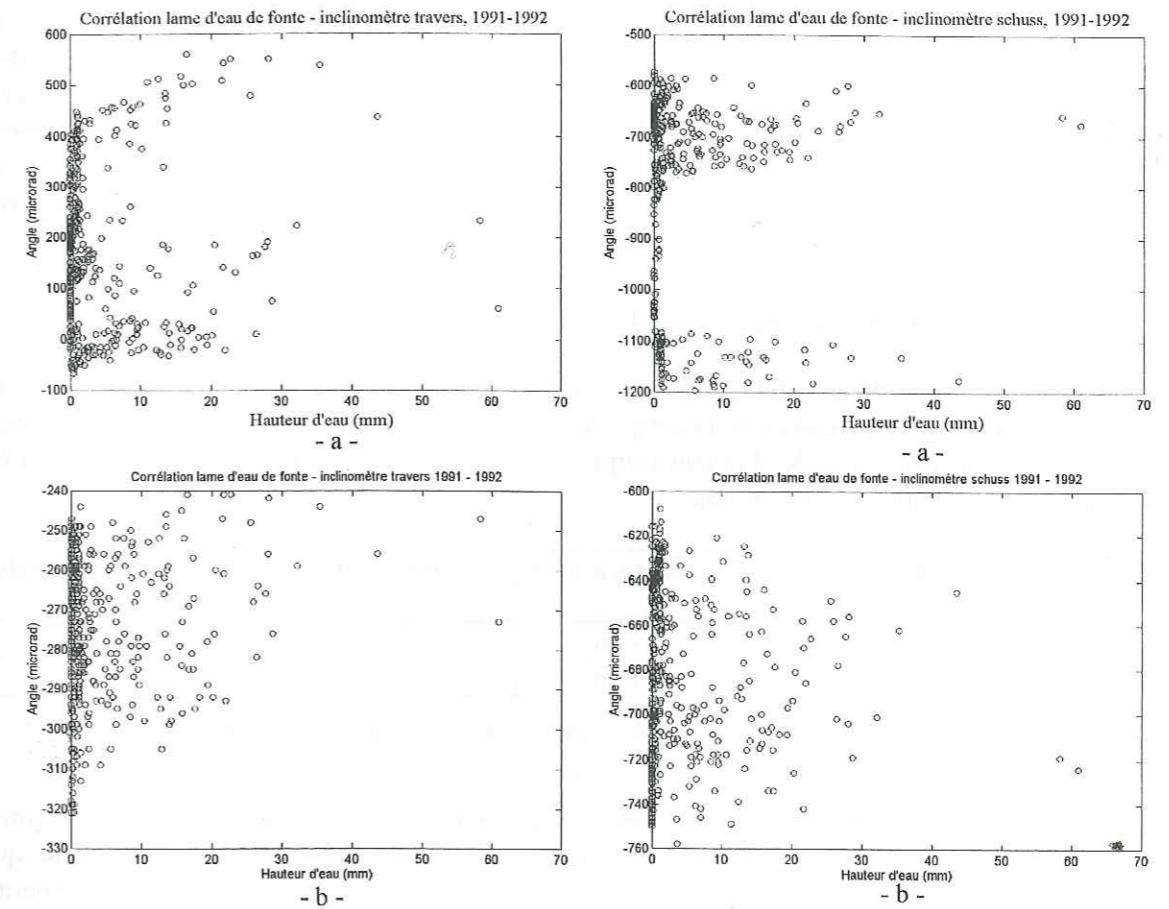 Corrélation lame d'eau de fonte - inclinomètre travers, 1991-1992
600
500
400
300
200
100
0
-100
Angle (microrad)
0 10 20 30 40 50 60 70
Hauteur d'eau (mm)
- a -
Corrélation lame d'eau de fonte - inclinomètre schuss, 1991-1992
-500
-600
-700
-800
-900
-1000
-1100
-1200
Angle (microrad)
0 10 20 30 40 50 60 70
Hauteur d'eau (mm)
- a -
Corrélation lame d'eau de fonte - inclinomètre travers 1991 - 1992
-240
-250
-260
-270
-280
-290
-300
-310
-320
-330
Angle (microrad)
0 10 20 30 40 50 60 70
Hauteur d'eau (mm)
- b -
Corrélation lame d'eau de fonte - inclinomètre schuss 1991 - 1992
-600
-620
-640
-660
-680
-700
-720
-740
-760
Angle (microrad)
0 10 20 30 40 50 60 70
Hauteur d'eau (mm)
- b -